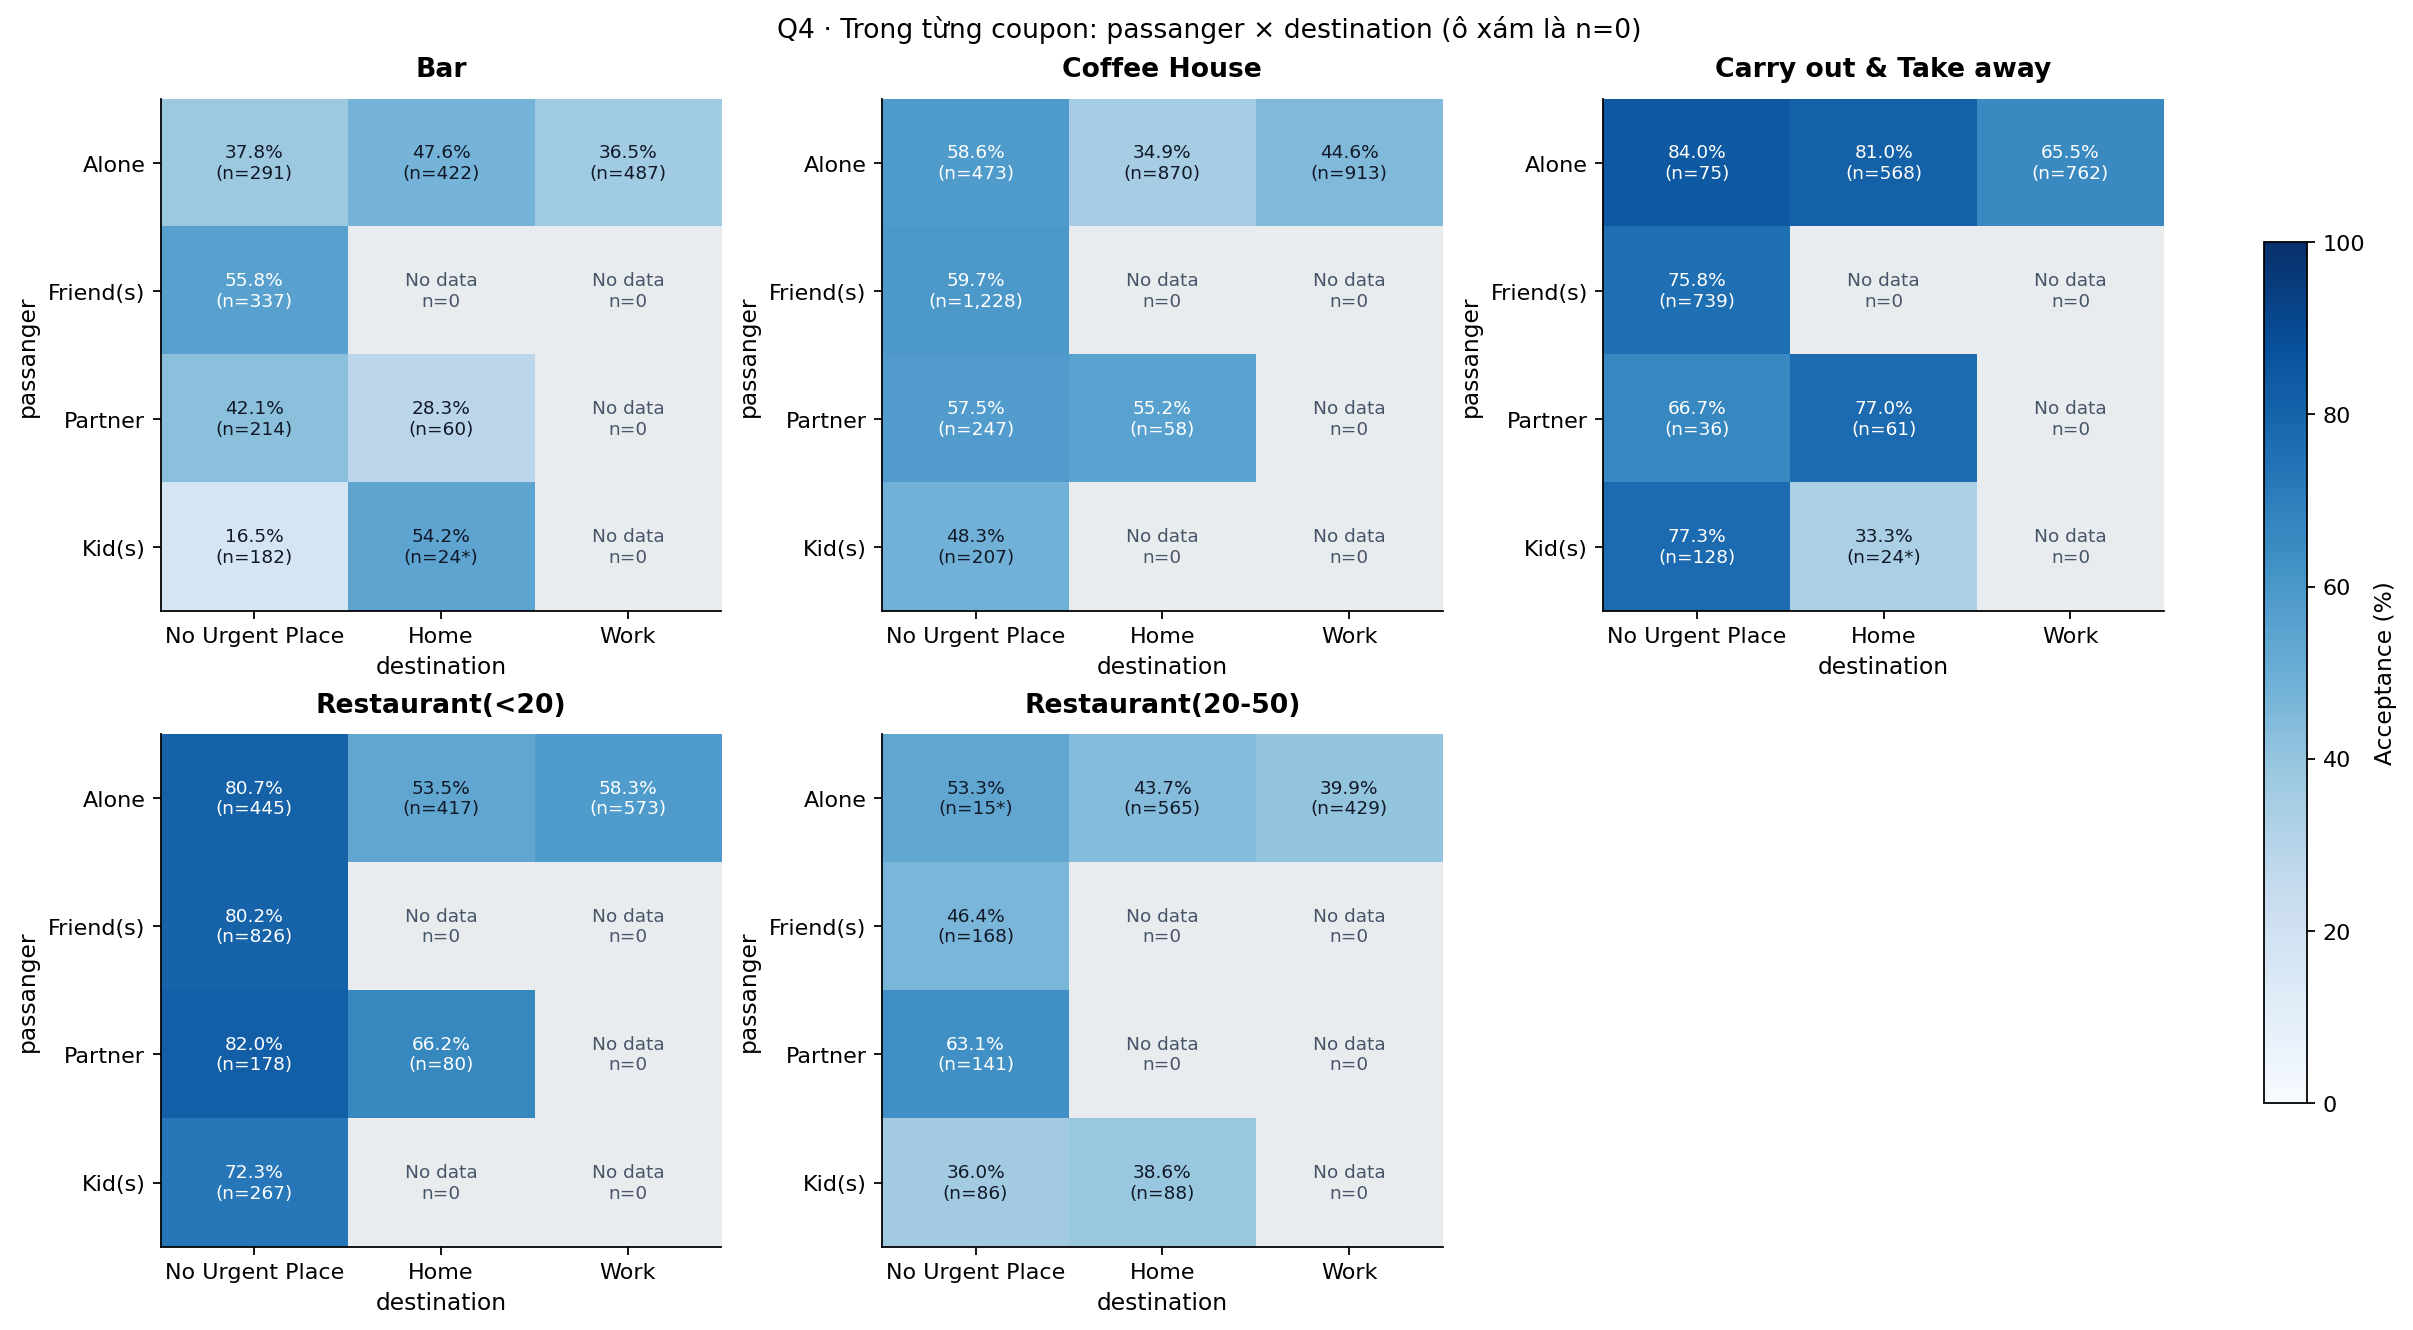 Q4 · Trong từng coupon: passanger × destination (ô xám là n=0)
Bar
passanger
Alone
37.8%
(n=291)
47.6%
(n=422)
36.5%
(n=487)
Friend(s)
55.8%
(n=337)
No data
n=0
No data
n=0
Partner
42.1%
(n=214)
28.3%
(n=60)
No data
n=0
Kid(s)
16.5%
(n=182)
54.2%
(n=24*)
No data
n=0
No Urgent Place
Home
Work
destination
Coffee House
passanger
Alone
58.6%
(n=473)
34.9%
(n=870)
44.6%
(n=913)
Friend(s)
59.7%
(n=1,228)
No data
n=0
No data
n=0
Partner
57.5%
(n=247)
55.2%
(n=58)
No data
n=0
Kid(s)
48.3%
(n=207)
No data
n=0
No data
n=0
No Urgent Place
Home
Work
destination
Carry out & Take away
passanger
Alone
84.0%
(n=75)
81.0%
(n=568)
65.5%
(n=762)
Friend(s)
75.8%
(n=739)
No data
n=0
No data
n=0
Partner
66.7%
(n=36)
77.0%
(n=61)
No data
n=0
Kid(s)
77.3%
(n=128)
33.3%
(n=24*)
No data
n=0
No Urgent Place
Home
Work
destination
Restaurant(<20)
passanger
Alone
80.7%
(n=445)
53.5%
(n=417)
58.3%
(n=573)
Friend(s)
80.2%
(n=826)
No data
n=0
No data
n=0
Partner
82.0%
(n=178)
66.2%
(n=80)
No data
n=0
Kid(s)
72.3%
(n=267)
No data
n=0
No data
n=0
No Urgent Place
Home
Work
destination
Restaurant(20-50)
passanger
Alone
53.3%
(n=15*)
43.7%
(n=565)
39.9%
(n=429)
Friend(s)
46.4%
(n=168)
No data
n=0
No data
n=0
Partner
63.1%
(n=141)
No data
n=0
No data
n=0
Kid(s)
36.0%
(n=86)
38.6%
(n=88)
No data
n=0
No Urgent Place
Home
Work
destination
100
80
60
40
20
0
Acceptance (%)